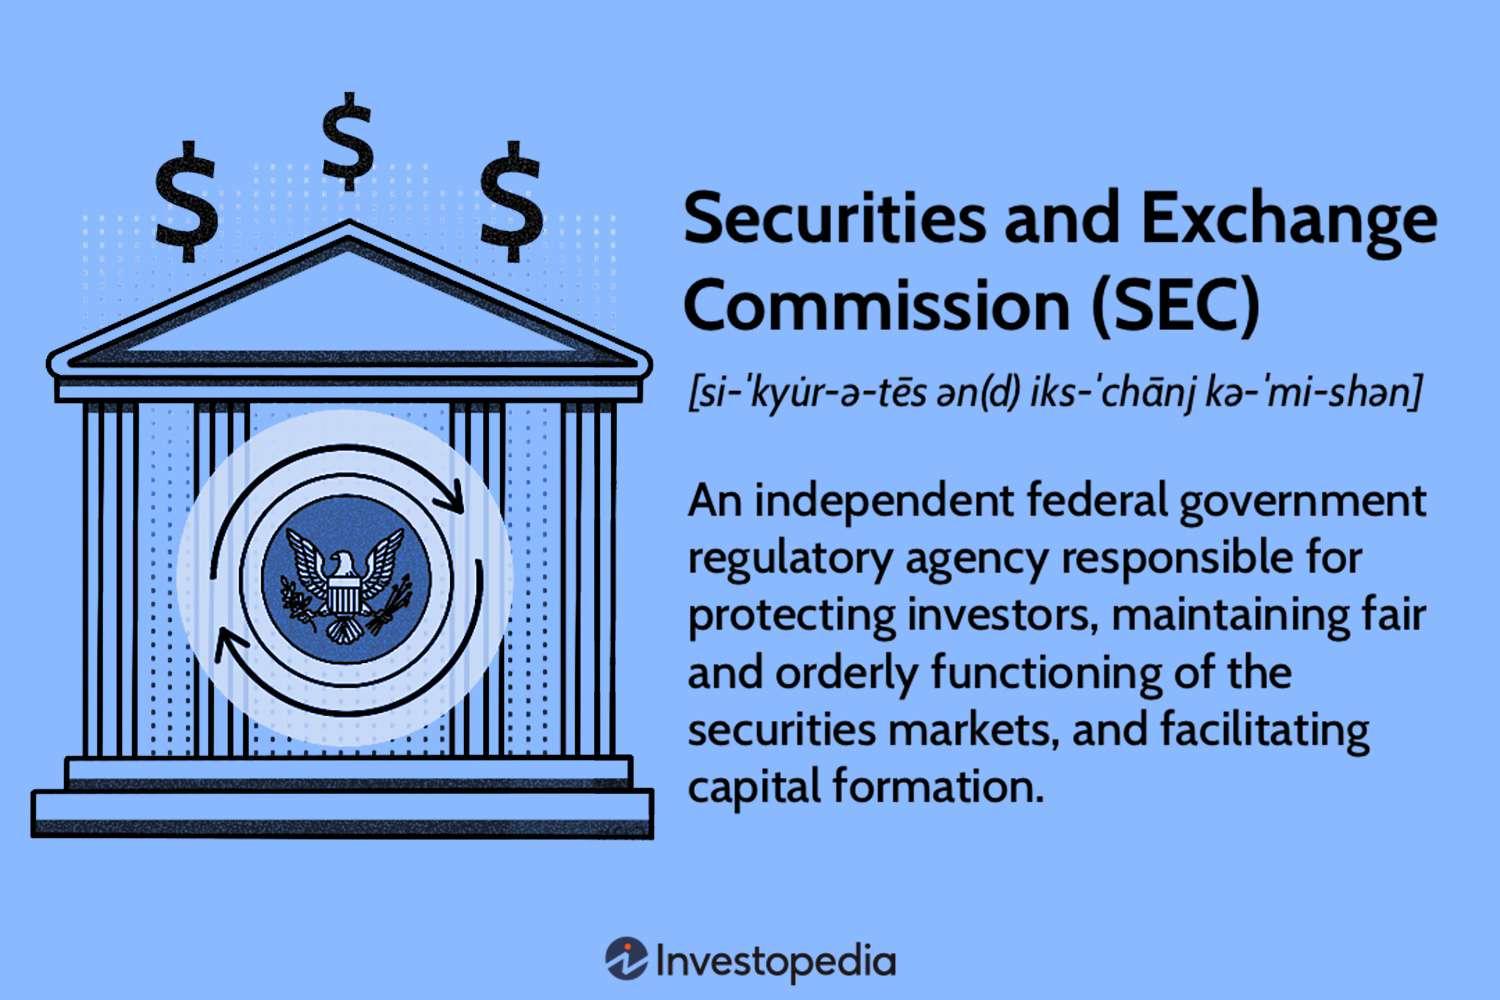 $
$
$
Securities and Exchange
Commission (SEC)
[si-ˈkyu̇r-ə-tēs ən(d) iks-ˈchānj kə-ˈmi-shən]
An independent federal government
regulatory agency responsible for
protecting investors, maintaining fair
and orderly functioning of the
securities markets, and facilitating
capital formation.
Investopedia